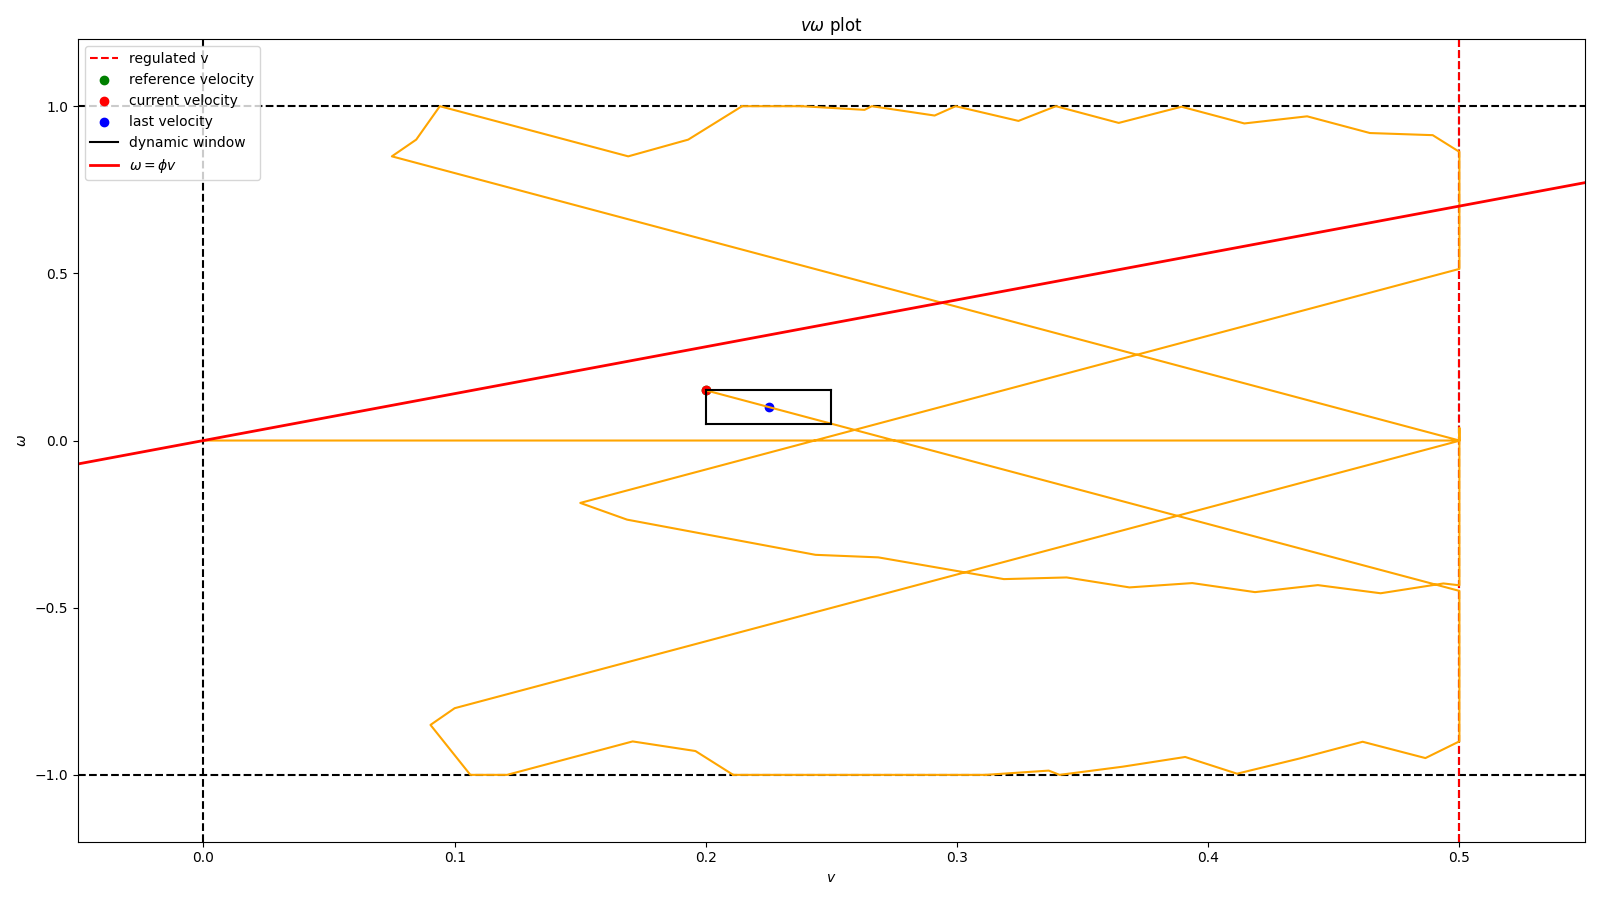 vω plot
regulated v
reference velocity
current velocity
last velocity
dynamic window
ω = ϕv
1.0
0.5
0.0
−0.5
−1.0
ω
0.0 0.1 0.2 0.3 0.4 0.5
v